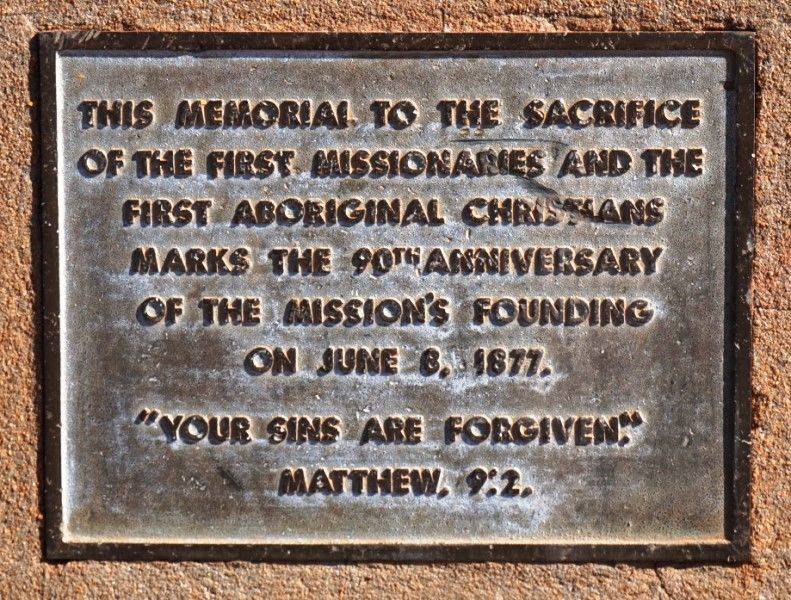 THIS MEMORIAL TO THE SACRIFICE
OF THE FIRST MISSIONARIES AND THE
FIRST ABORIGINAL CHRISTIANS
MARKS THE 90TH ANNIVERSARY
OF THE MISSION'S FOUNDING
ON JUNE 8, 1877.
"YOUR SINS ARE FORGIVEN."
MATTHEW, 9:2.